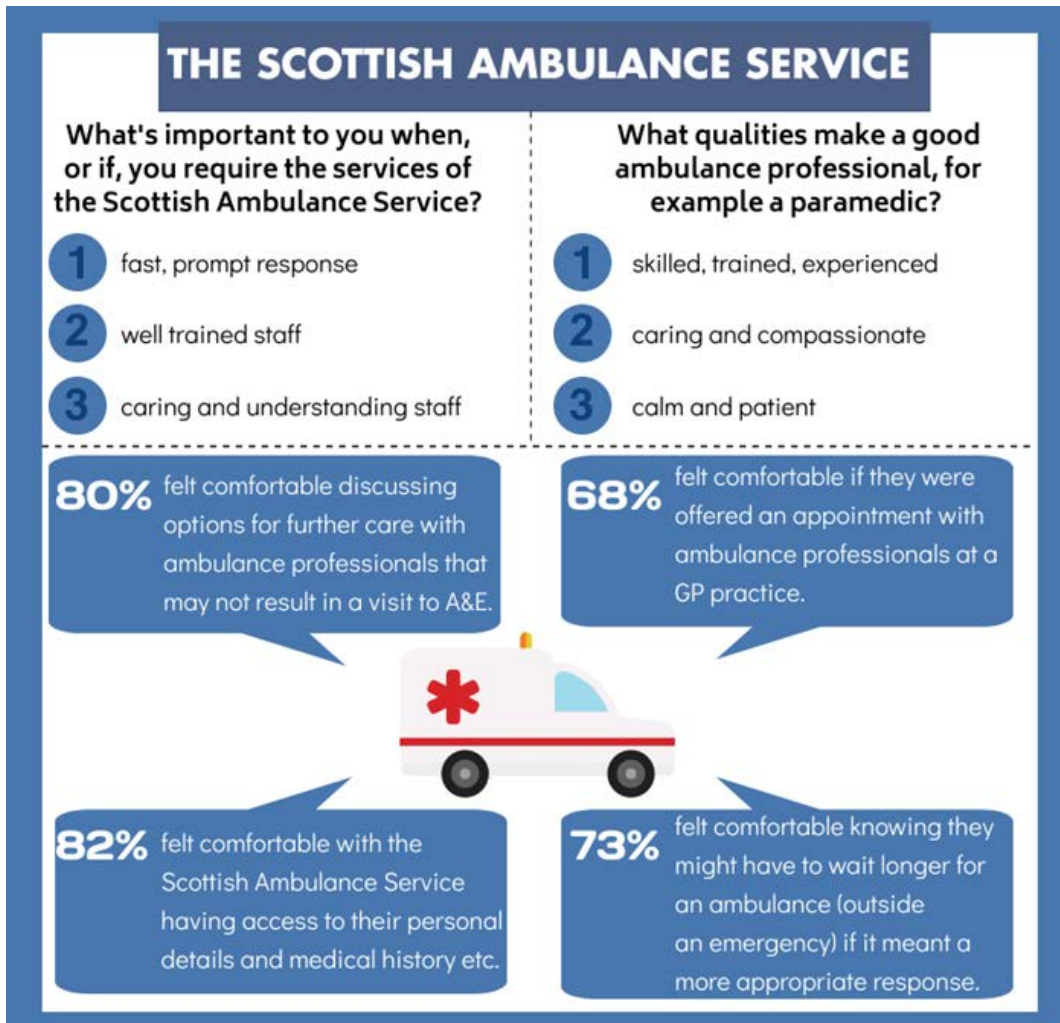 THE SCOTTISH AMBULANCE SERVICE
What's important to you when,
or if, you require the services of
the Scottish Ambulance Service?
1 fast, prompt response
2 well trained staff
3 caring and understanding staff
What qualities make a good
ambulance professional, for
example a paramedic?
1 skilled, trained, experienced
2 caring and compassionate
3 calm and patient
80% felt comfortable discussing
options for further care with
ambulance professionals that
may not result in a visit to A&E.
68% felt comfortable if they were
offered an appointment with
ambulance professionals at a
GP practice.
82% felt comfortable with the
Scottish Ambulance Service
having access to their personal
details and medical history etc.
73% felt comfortable knowing they
might have to wait longer for
an ambulance (outside
an emergency) if it meant a
more appropriate response.